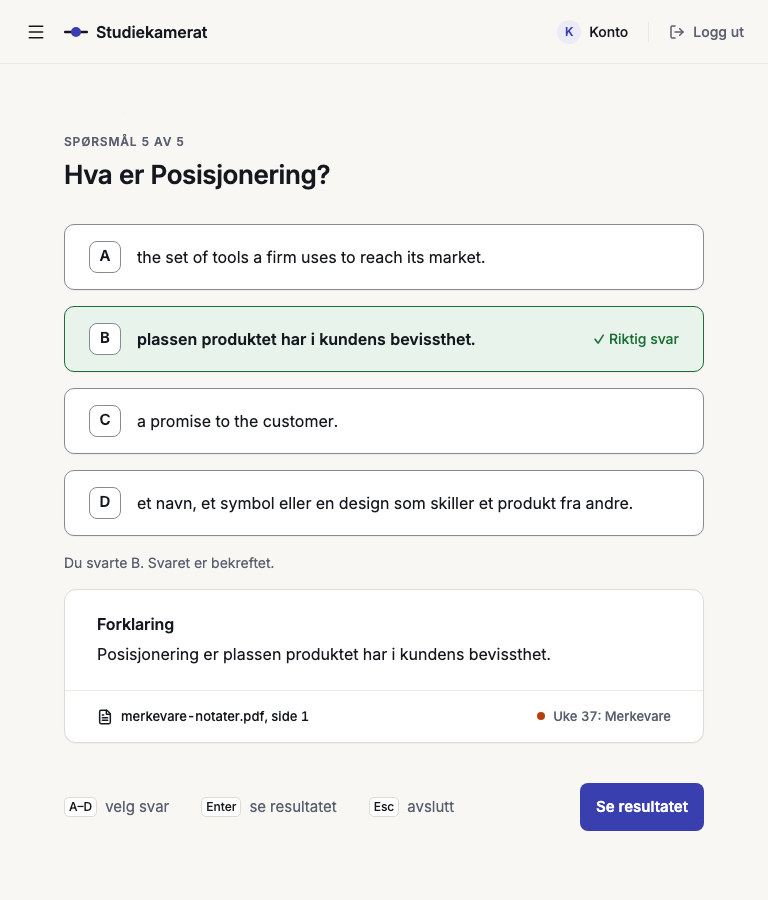 Studiekamerat
K Konto
Logg ut
SPØRSMÅL 5 AV 5
Hva er Posisjonering?
A the set of tools a firm uses to reach its market.
B plassen produktet har i kundens bevissthet. ✓ Riktig svar
C a promise to the customer.
D et navn, et symbol eller en design som skiller et produkt fra andre.
Du svarte B. Svaret er bekreftet.
Forklaring
Posisjonering er plassen produktet har i kundens bevissthet.
merkevare-notater.pdf, side 1
Uke 37: Merkevare
A–D velg svar
Enter se resultatet
Esc avslutt
Se resultatet